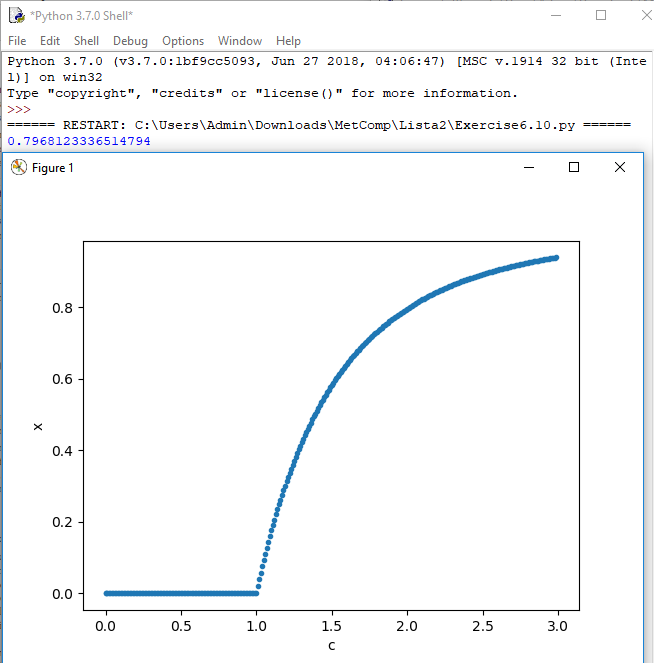 *Python 3.7.0 Shell*
File Edit Shell Debug Options Window Help
Python 3.7.0 (v3.7.0:1bf9cc5093, Jun 27 2018, 04:06:47) [MSC v.1914 32 bit (Inte
l)] on win32
Type "copyright", "credits" or "license()" for more information.
>>>
====== RESTART: C:\Users\Admin\Downloads\MetComp\Lista2\Exercise6.10.py ======
0.7968123336514794
Figure 1
0.8
0.6
x
0.4
0.2
0.0
0.0 0.5 1.0 1.5 2.0 2.5 3.0
c